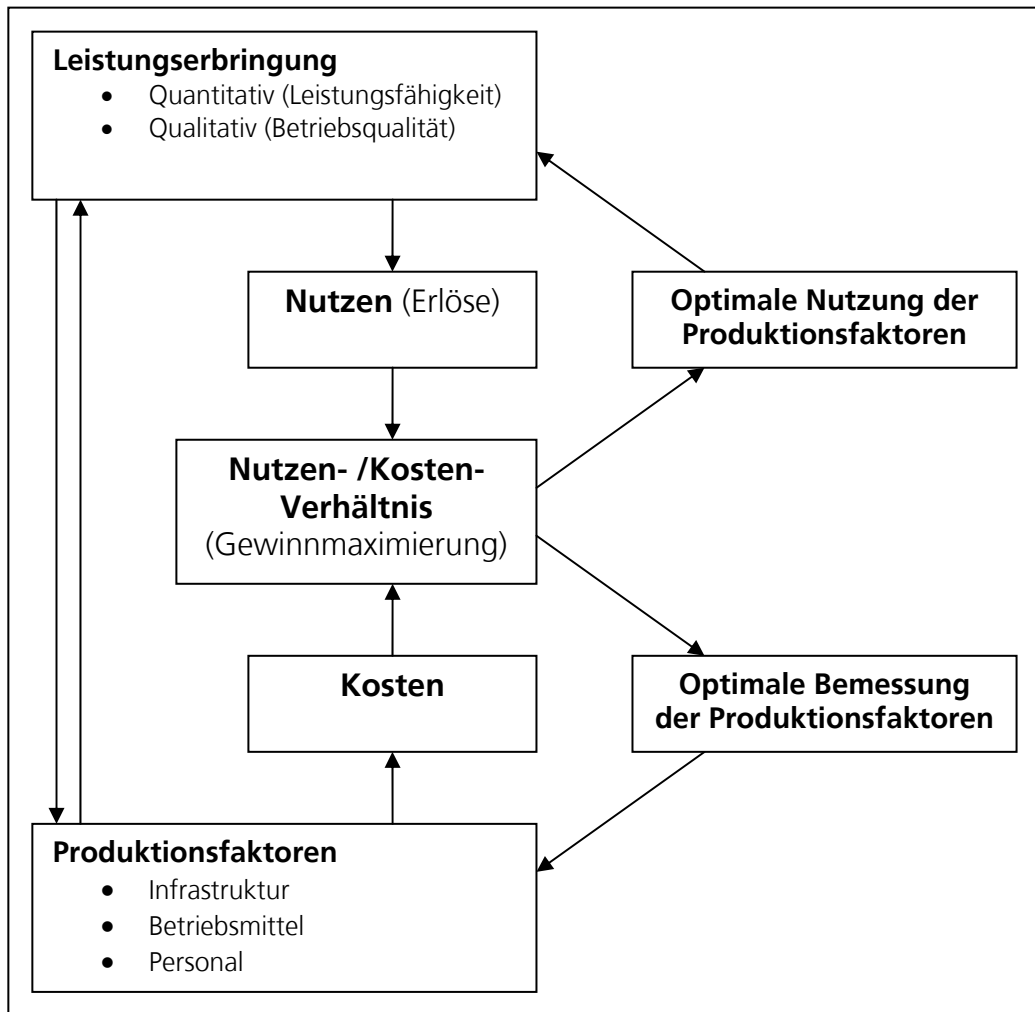 Leistungserbringung
• Quantitativ (Leistungsfähigkeit)
• Qualitativ (Betriebsqualität)
Nutzen (Erlöse)
Optimale Nutzung der
Produktionsfaktoren
Nutzen- /Kosten-
Verhältnis
(Gewinnmaximierung)
Kosten
Optimale Bemessung
der Produktionsfaktoren
Produktionsfaktoren
• Infrastruktur
• Betriebsmittel
• Personal